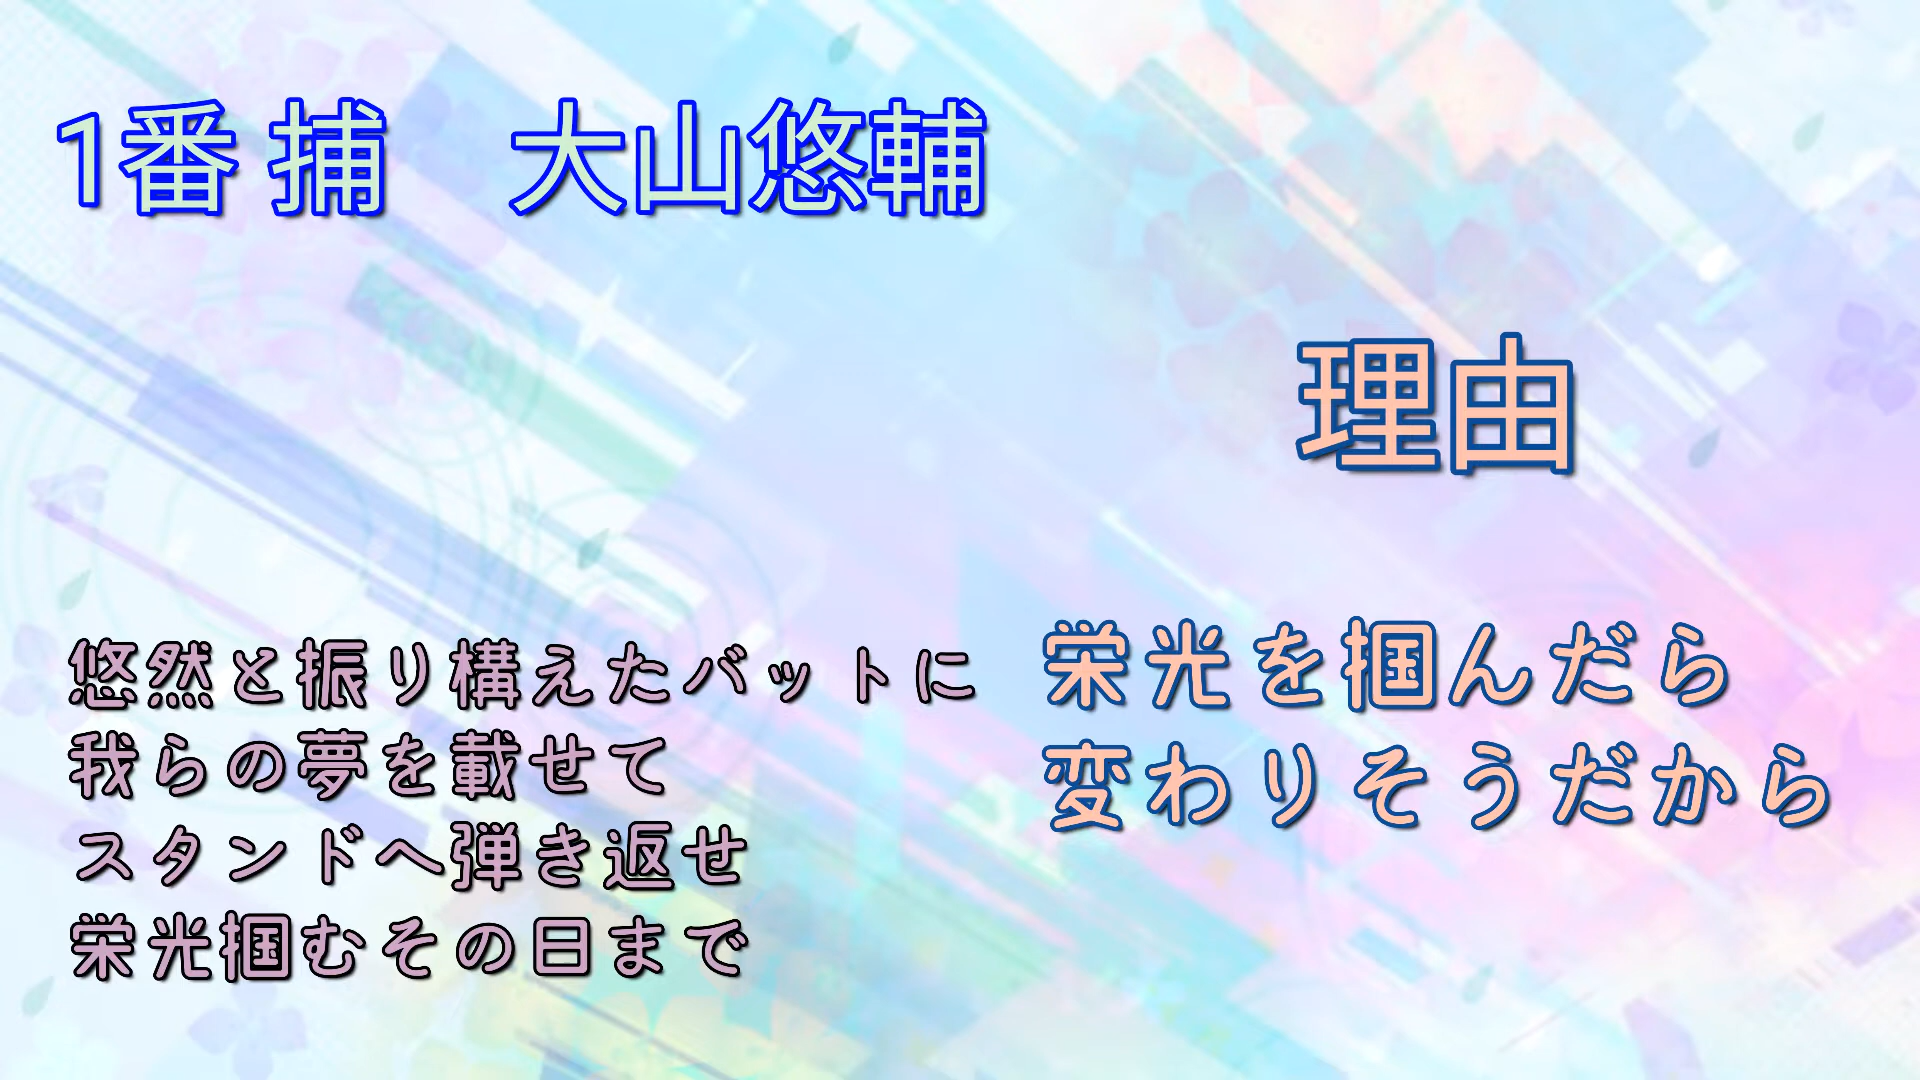 1番 捕　大山悠輔
理由
悠然と振り構えたバットに
我らの夢を載せて
スタンドへ弾き返せ
栄光掴むその日まで
栄光を掴んだら
変わりそうだから